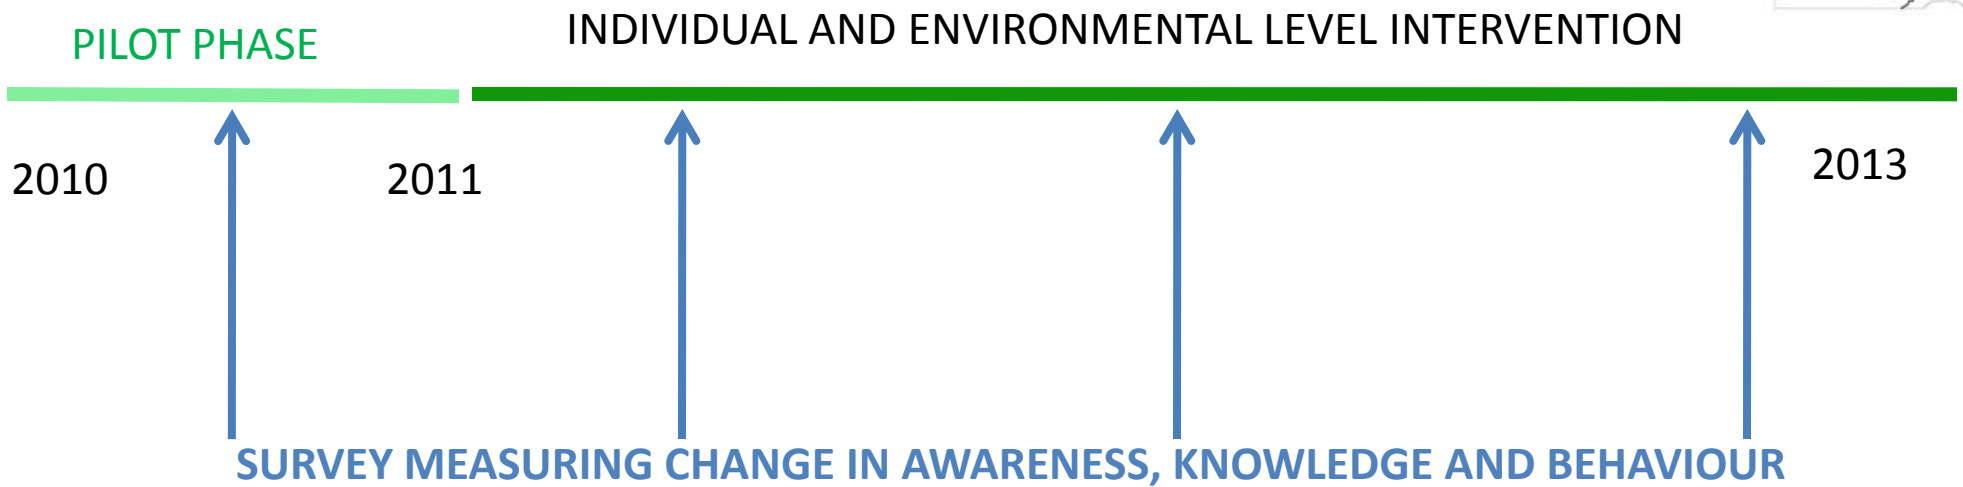 PILOT PHASE
INDIVIDUAL AND ENVIRONMENTAL LEVEL INTERVENTION
2010
2011
2013
SURVEY MEASURING CHANGE IN AWARENESS, KNOWLEDGE AND BEHAVIOUR